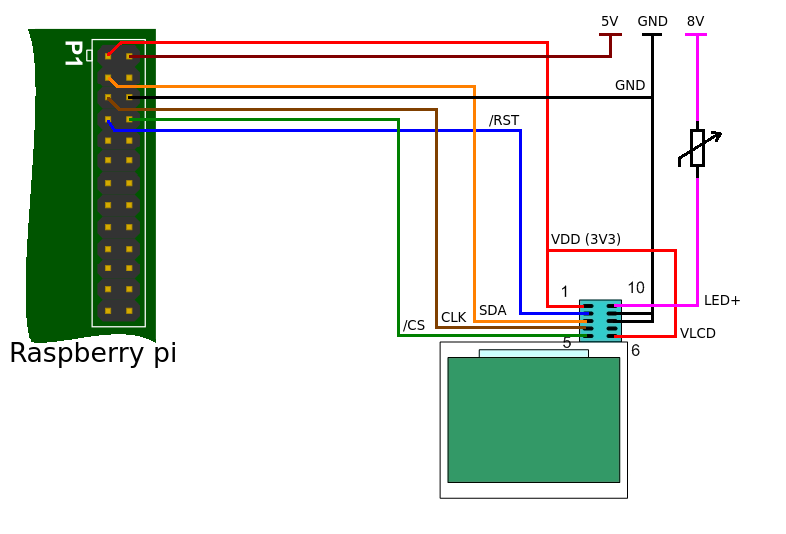 5V GND 8V
P1
GND
/RST
VDD (3V3)
1 10
LED+
SDA
CLK
/CS
VLCD
5 6
Raspberry pi